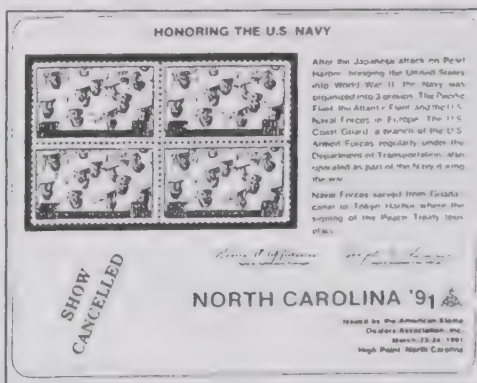 HONORING THE U.S. NAVY
After the Japanese attack on Pearl
Harbor, bringing the United States
into World War II, the Navy was
organized into 3 groups: The Pacific
Fleet, the Atlantic Fleet and the U.S.
Naval Forces in Europe. The U.S.
Coast Guard, a branch of the U.S.
Armed Forces regularly under the
Department of Transportation, also
operated as part of the Navy during
the war.
Naval Forces served from Guadal-
canal to Tokyo Harbor where the
signing of the Peace Treaty took
place.
SHOW
CANCELLED
NORTH CAROLINA '91
Issued by the American Stamp
Dealers Association, Inc.
March 22-24, 1991
High Point, North Carolina